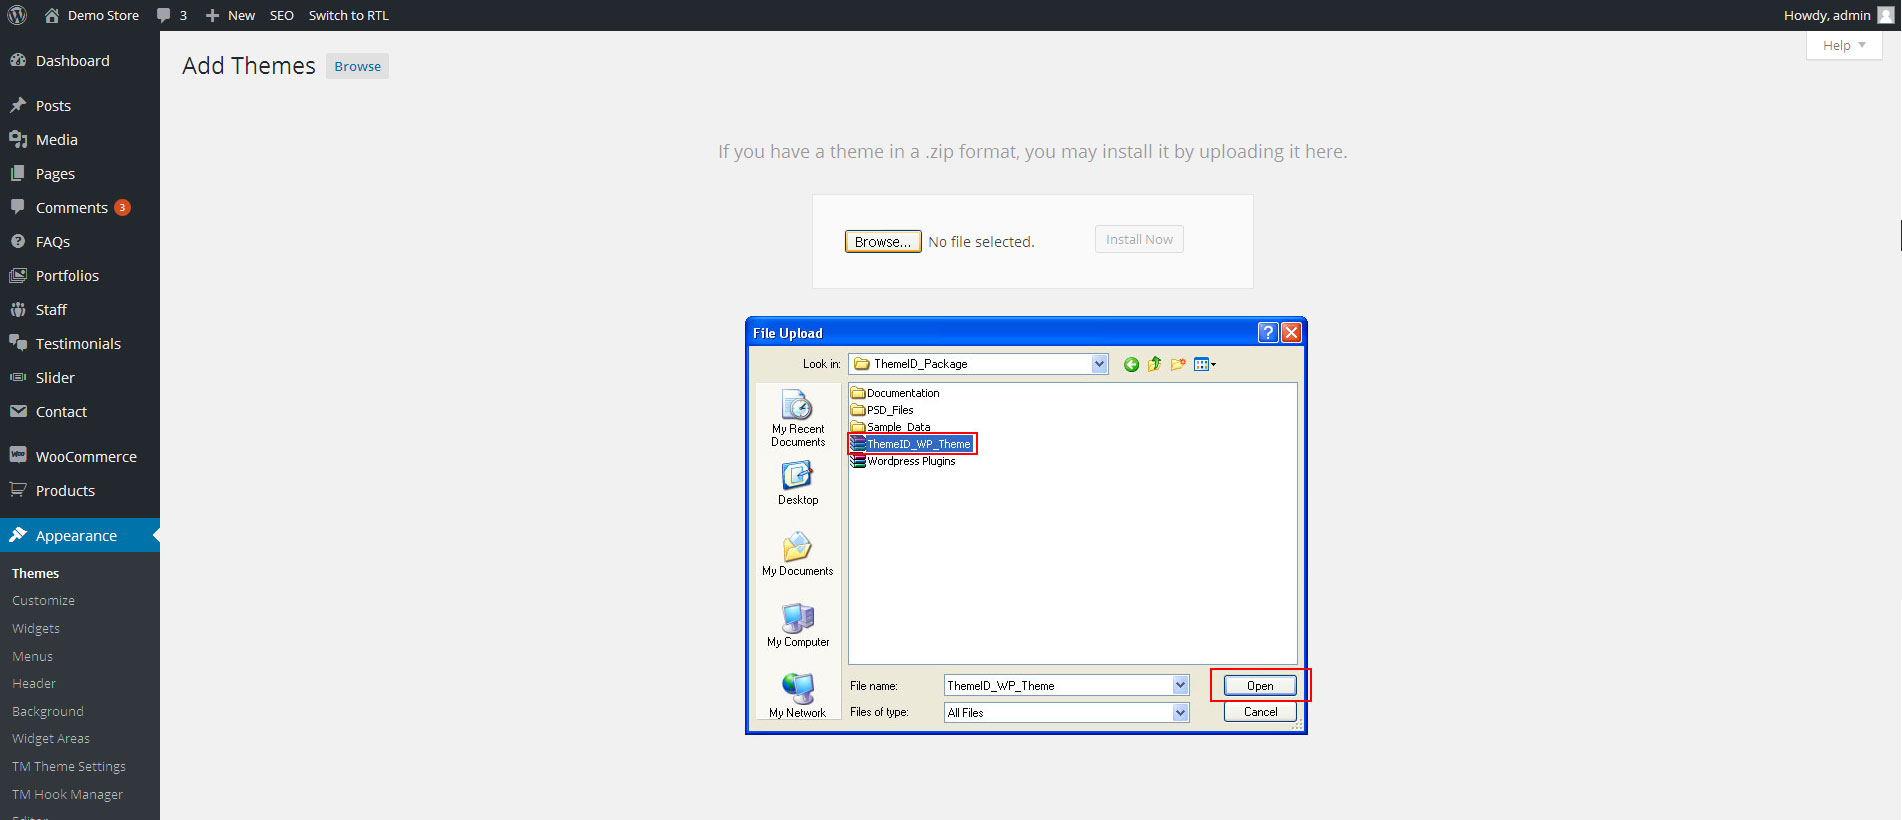 Demo Store 3 New SEO Switch to RTL Howdy, admin
Help
Dashboard
Posts
Media
Pages
Comments 3
FAQs
Portfolios
Staff
Testimonials
Slider
Contact
WooCommerce
Products
Appearance
Themes
Customize
Widgets
Menus
Header
Background
Widget Areas
TM Theme Settings
TM Hook Manager
Editor
Add Themes Browse
If you have a theme in a .zip format, you may install it by uploading it here.
Browse... No file selected. Install Now
File Upload
Look in: ThemeID_Package
My Recent
Documents
Desktop
My Documents
My Computer
My Network
Documentation
PSD_Files
Sample_Data
ThemeID_WP_Theme
Wordpress Plugins
File name: ThemeID_WP_Theme Open
Files of type: All Files Cancel